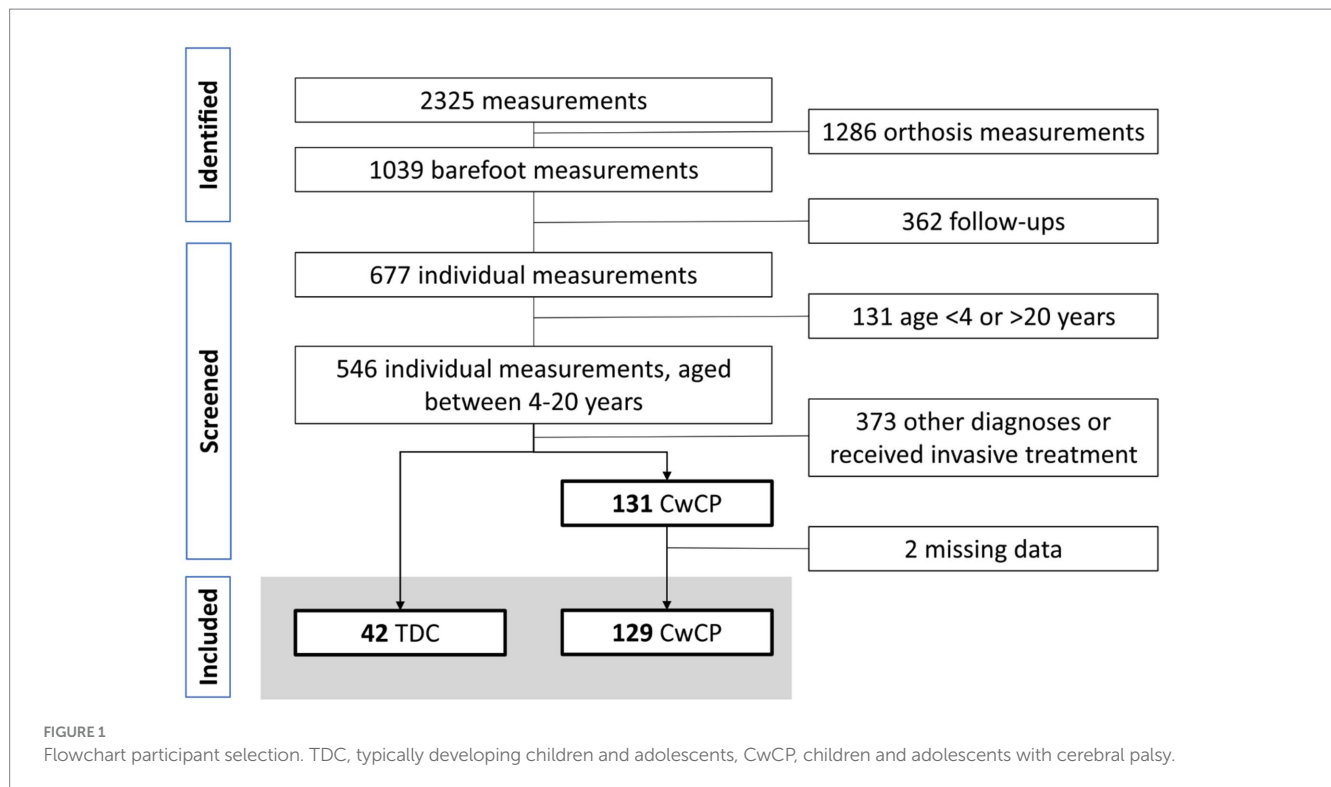 Identified
2325 measurements
1286 orthosis measurements
1039 barefoot measurements
362 follow-ups
Screened
677 individual measurements
131 age <4 or >20 years
546 individual measurements, aged
between 4-20 years
373 other diagnoses or
received invasive treatment
131 CwCP
2 missing data
Included
42 TDC
129 CwCP
FIGURE 1
Flowchart participant selection. TDC, typically developing children and adolescents, CwCP, children and adolescents with cerebral palsy.